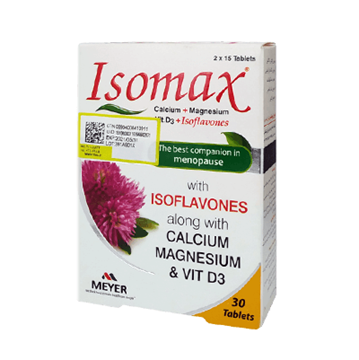 2 x 15 Tablets
Isomax®
Calcium + Magnesium
Vit D3 + Isoflavones
The best companion in
menopause
with
ISOFLAVONES
along with
CALCIUM
MAGNESIUM
& VIT D3
MEYER
30
Tablets